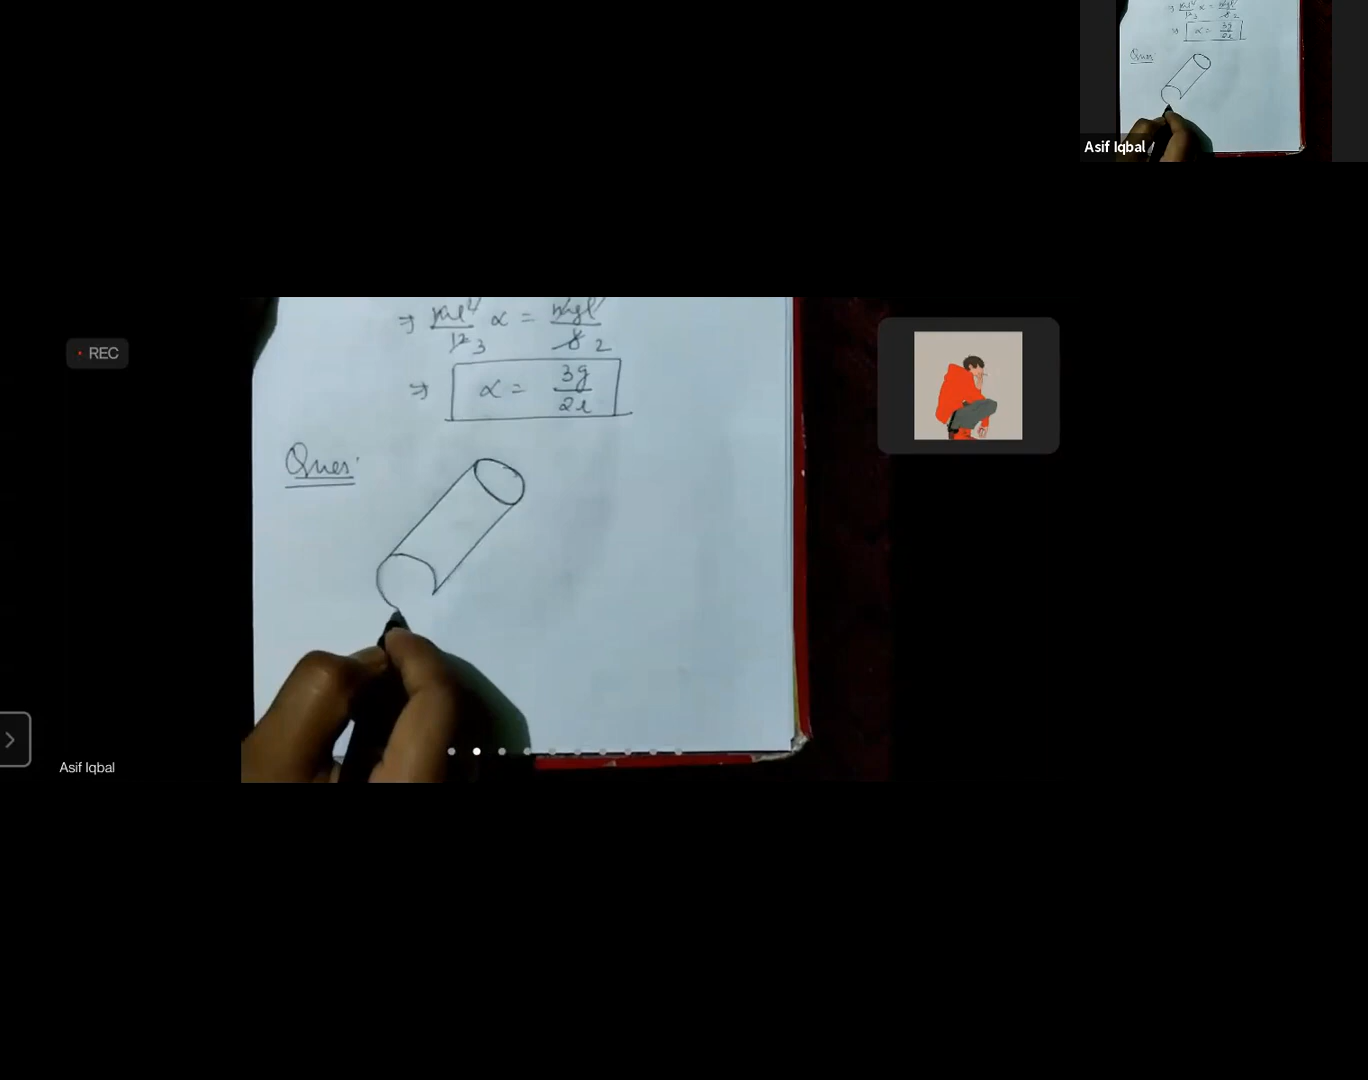 Asif Iqbal
REC
⇒ ml²/12 3 α = mgl/8 2
⇒ α = 3g/2l
Ques:
Asif Iqbal